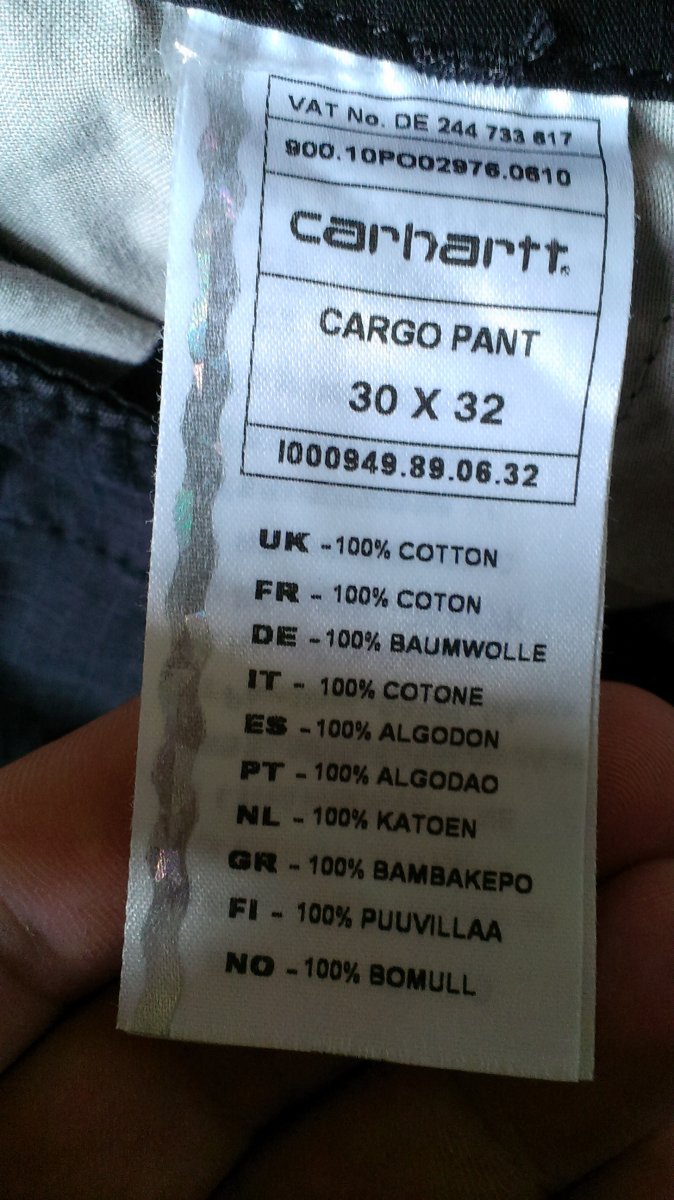 VAT No. DE 244 733 617
900.10PO02976.0610
carhartt®
CARGO PANT
30 X 32
I000949.89.06.32
UK - 100% COTTON
FR - 100% COTON
DE - 100% BAUMWOLLE
IT - 100% COTONE
ES - 100% ALGODON
PT - 100% ALGODAO
NL - 100% KATOEN
GR - 100% BAMBAKEPO
FI - 100% PUUVILLAA
NO - 100% BOMULL